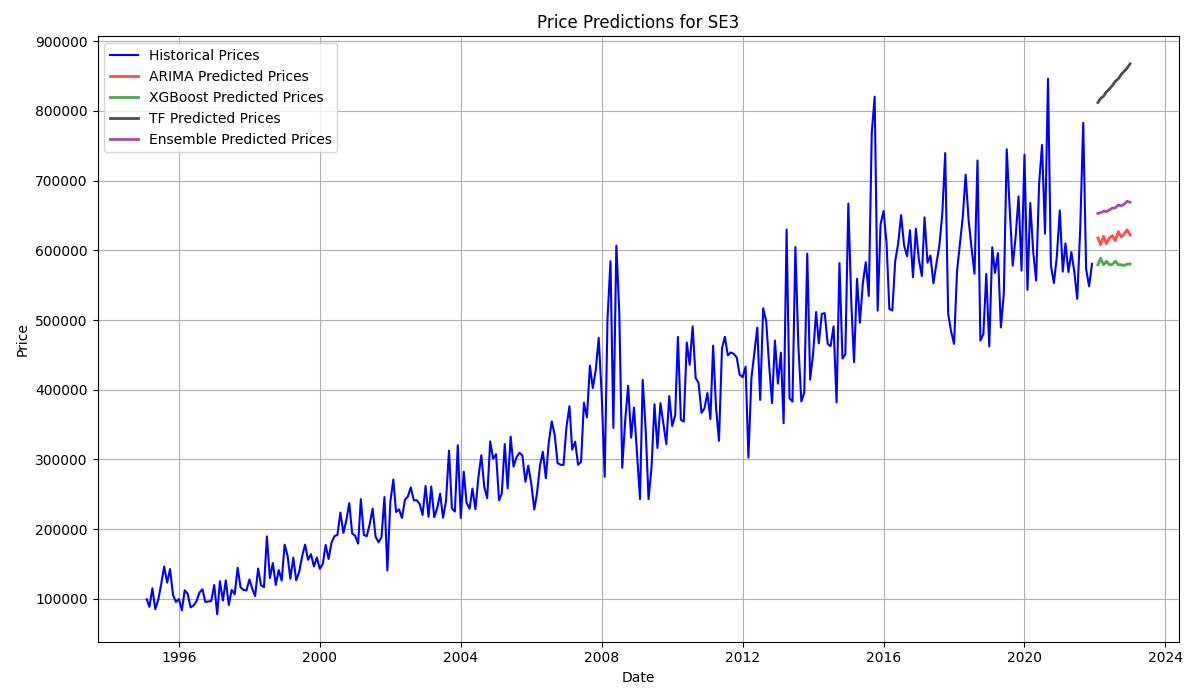 Price Predictions for SE3
900000
800000
700000
600000
500000
400000
300000
200000
100000
Price
Historical Prices
ARIMA Predicted Prices
XGBoost Predicted Prices
TF Predicted Prices
Ensemble Predicted Prices
1996 2000 2004 2008 2012 2016 2020 2024
Date